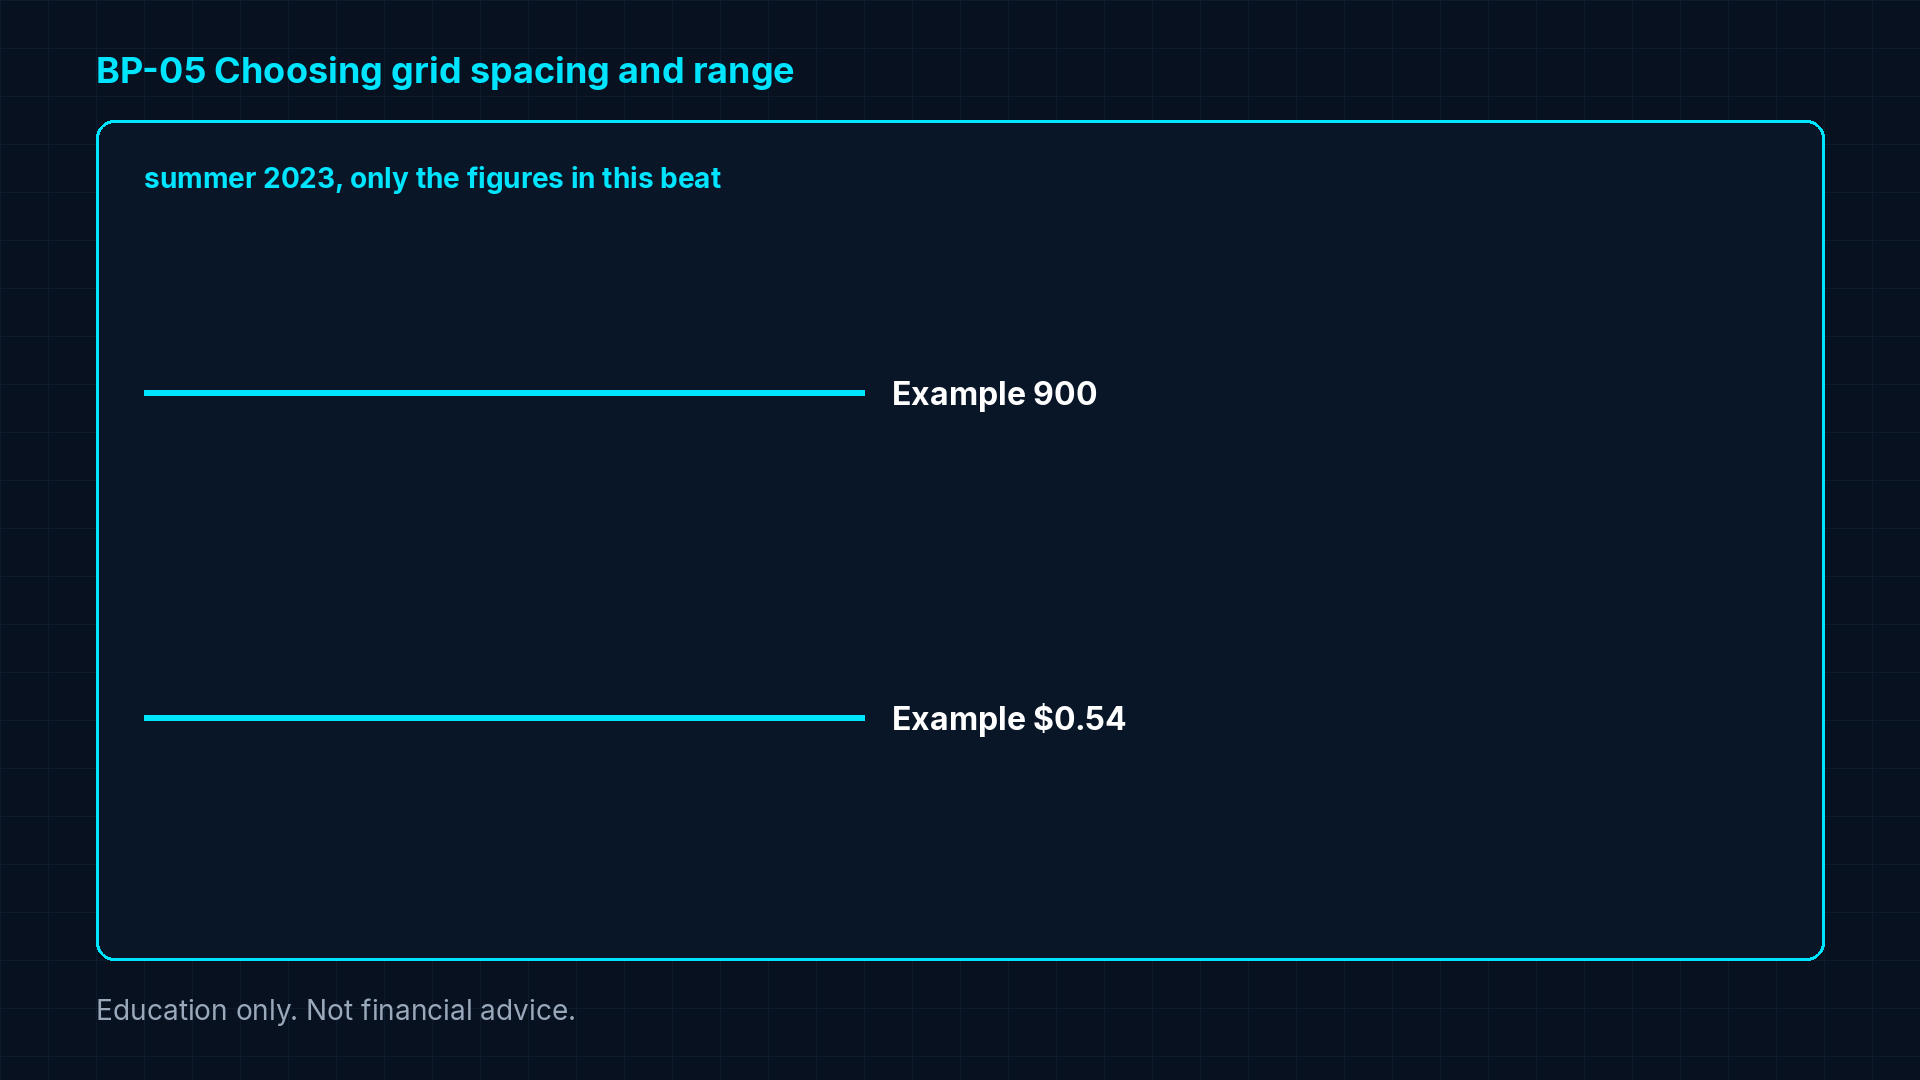 BP-05 Choosing grid spacing and range
summer 2023, only the figures in this beat
Example 900
Example $0.54
Education only. Not financial advice.